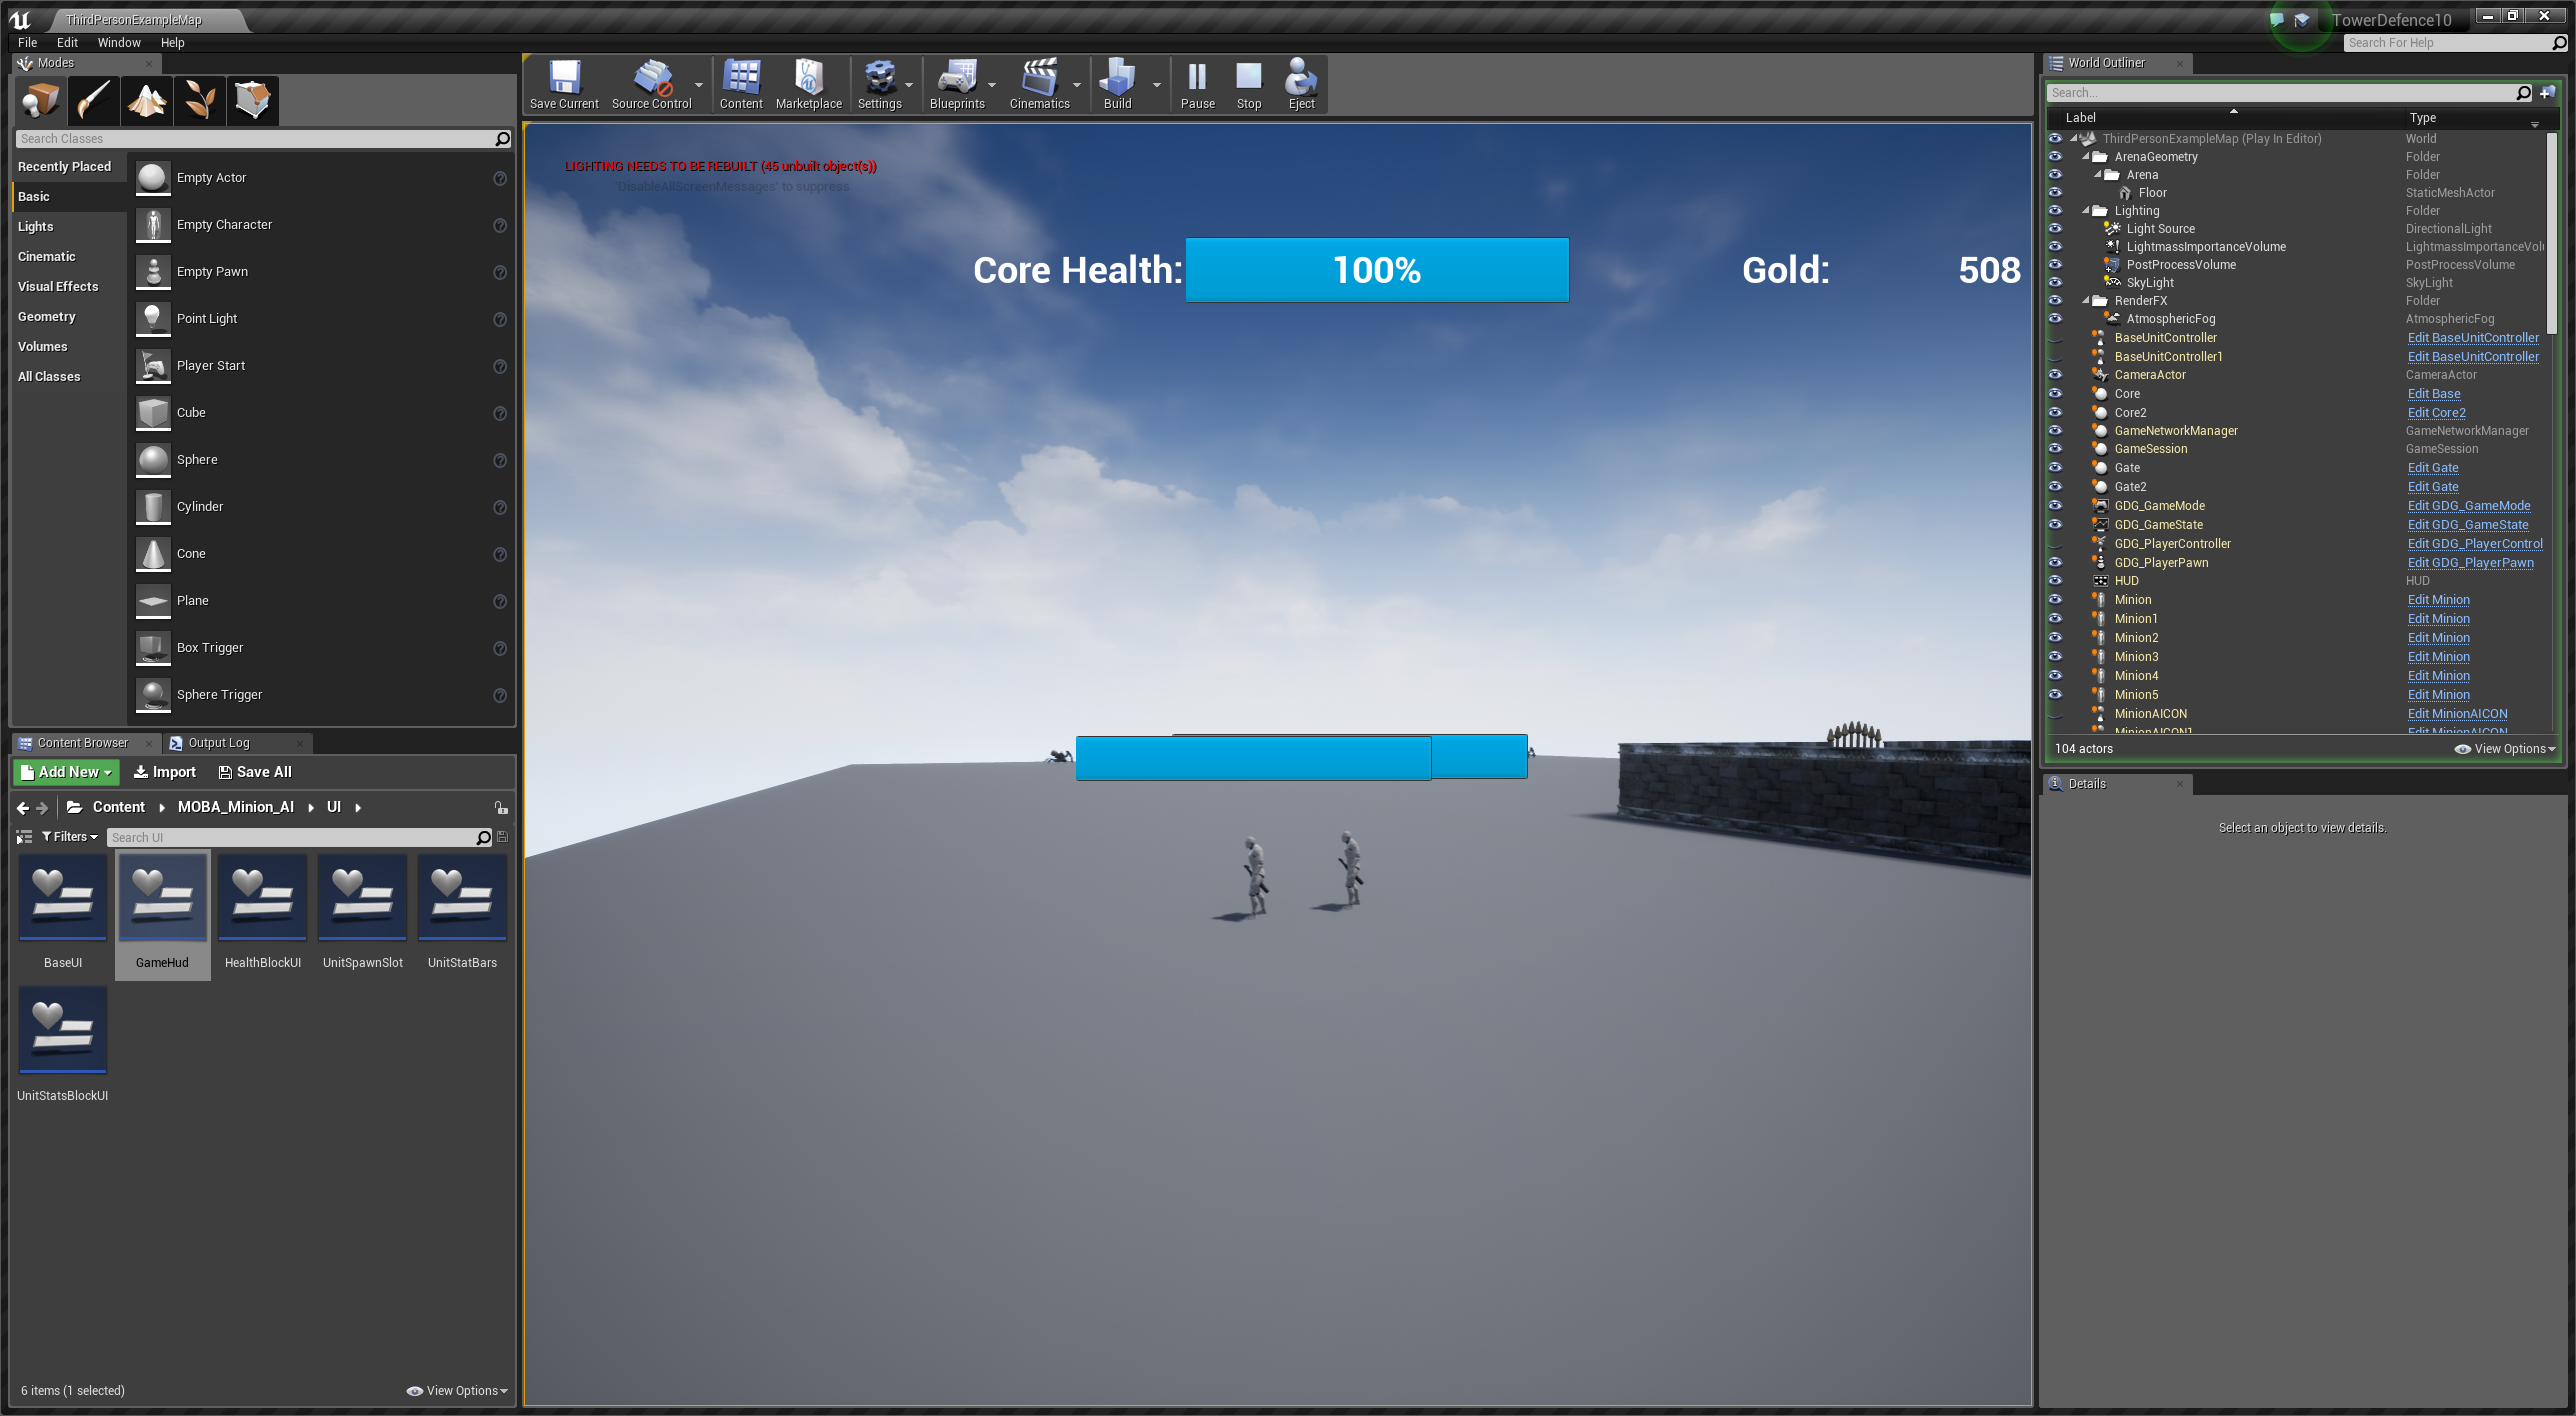 ThirdPersonExampleMap
TowerDefence10
File Edit Window Help
Search For Help
Modes
Search Classes
Recently Placed
Basic
Lights
Cinematic
Visual Effects
Geometry
Volumes
All Classes
Empty Actor
Empty Character
Empty Pawn
Point Light
Player Start
Cube
Sphere
Cylinder
Cone
Plane
Box Trigger
Sphere Trigger
Content Browser
Output Log
Add New Import Save All
Content MOBA_Minion_AI UI
Filters Search UI
BaseUI GameHud HealthBlockUI UnitSpawnSlot UnitStatBars
UnitStatsBlockUI
6 items (1 selected) View Options
Save Current Source Control Content Marketplace Settings Blueprints Cinematics Build Pause Stop Eject
LIGHTING NEEDS TO BE REBUILT (45 unbuilt object(s))
'DisableAllScreenMessages' to suppress
Core Health: 100% Gold: 508
World Outliner
Search...
Label Type
ThirdPersonExampleMap (Play In Editor) World
ArenaGeometry Folder
Arena Folder
Floor StaticMeshActor
Lighting Folder
Light Source DirectionalLight
LightmassImportanceVolume LightmassImportanceVolu
PostProcessVolume PostProcessVolume
SkyLight SkyLight
RenderFX Folder
AtmosphericFog AtmosphericFog
BaseUnitController Edit BaseUnitController
BaseUnitController1 Edit BaseUnitController
CameraActor CameraActor
Core Edit Base
Core2 Edit Core2
GameNetworkManager GameNetworkManager
GameSession GameSession
Gate Edit Gate
Gate2 Edit Gate
GDG_GameMode Edit GDG_GameMode
GDG_GameState Edit GDG_GameState
GDG_PlayerController Edit GDG_PlayerControl
GDG_PlayerPawn Edit GDG_PlayerPawn
HUD HUD
Minion Edit Minion
Minion1 Edit Minion
Minion2 Edit Minion
Minion3 Edit Minion
Minion4 Edit Minion
Minion5 Edit Minion
MinionAICON Edit MinionAICON
MinionAICON1 Edit MinionAICON
104 actors View Options
Details
Select an object to view details.